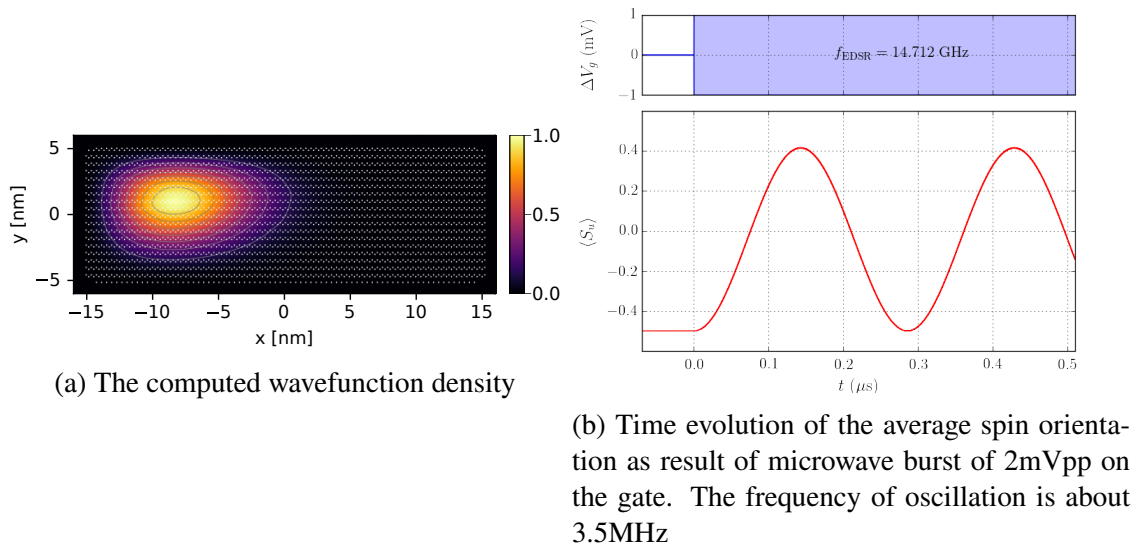 5
0
−5
y [nm]
−15 −10 −5 0 5 10 15
x [nm]
1.0
0.5
0.0
(a) The computed wavefunction density
1
0
−1
ΔV_g (mV)
f_EDSR = 14.712 GHz
0.4
0.2
0.0
−0.2
−0.4
⟨S_u⟩
0.0 0.1 0.2 0.3 0.4 0.5
t (μs)
(b) Time evolution of the average spin orienta-
tion as result of microwave burst of 2mVpp on
the gate. The frequency of oscillation is about
3.5MHz